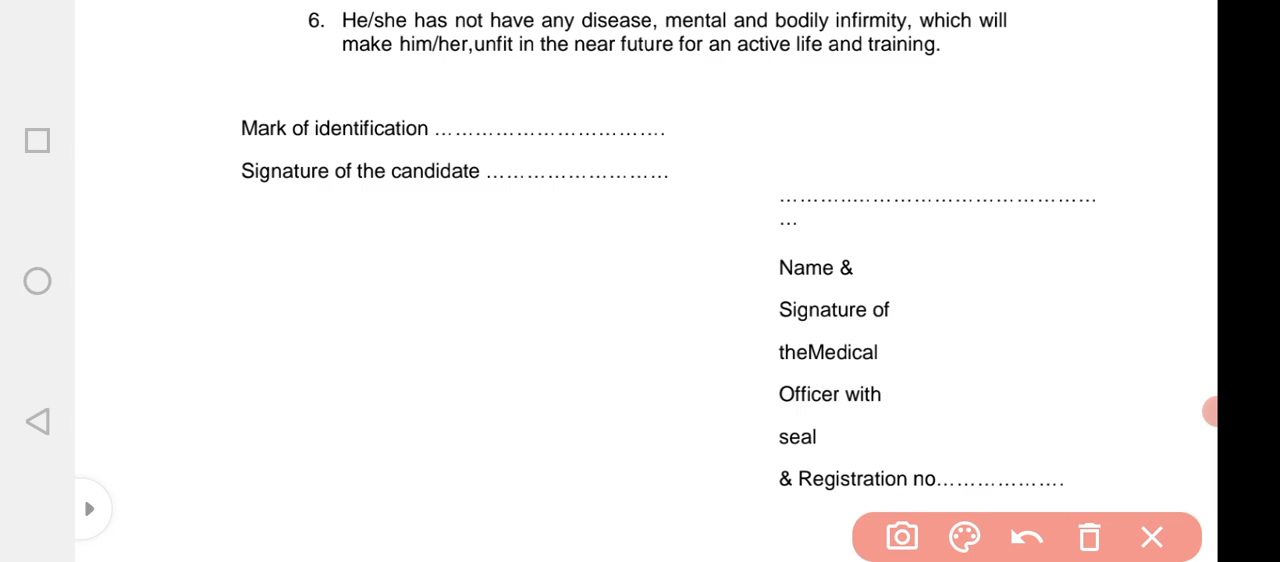 6. He/she has not have any disease, mental and bodily infirmity, which will
make him/her,unfit in the near future for an active life and training.
Mark of identification …………………………….
Signature of the candidate ………………………
………..………………………………
…
Name &
Signature of
theMedical
Officer with
seal
& Registration no……………….